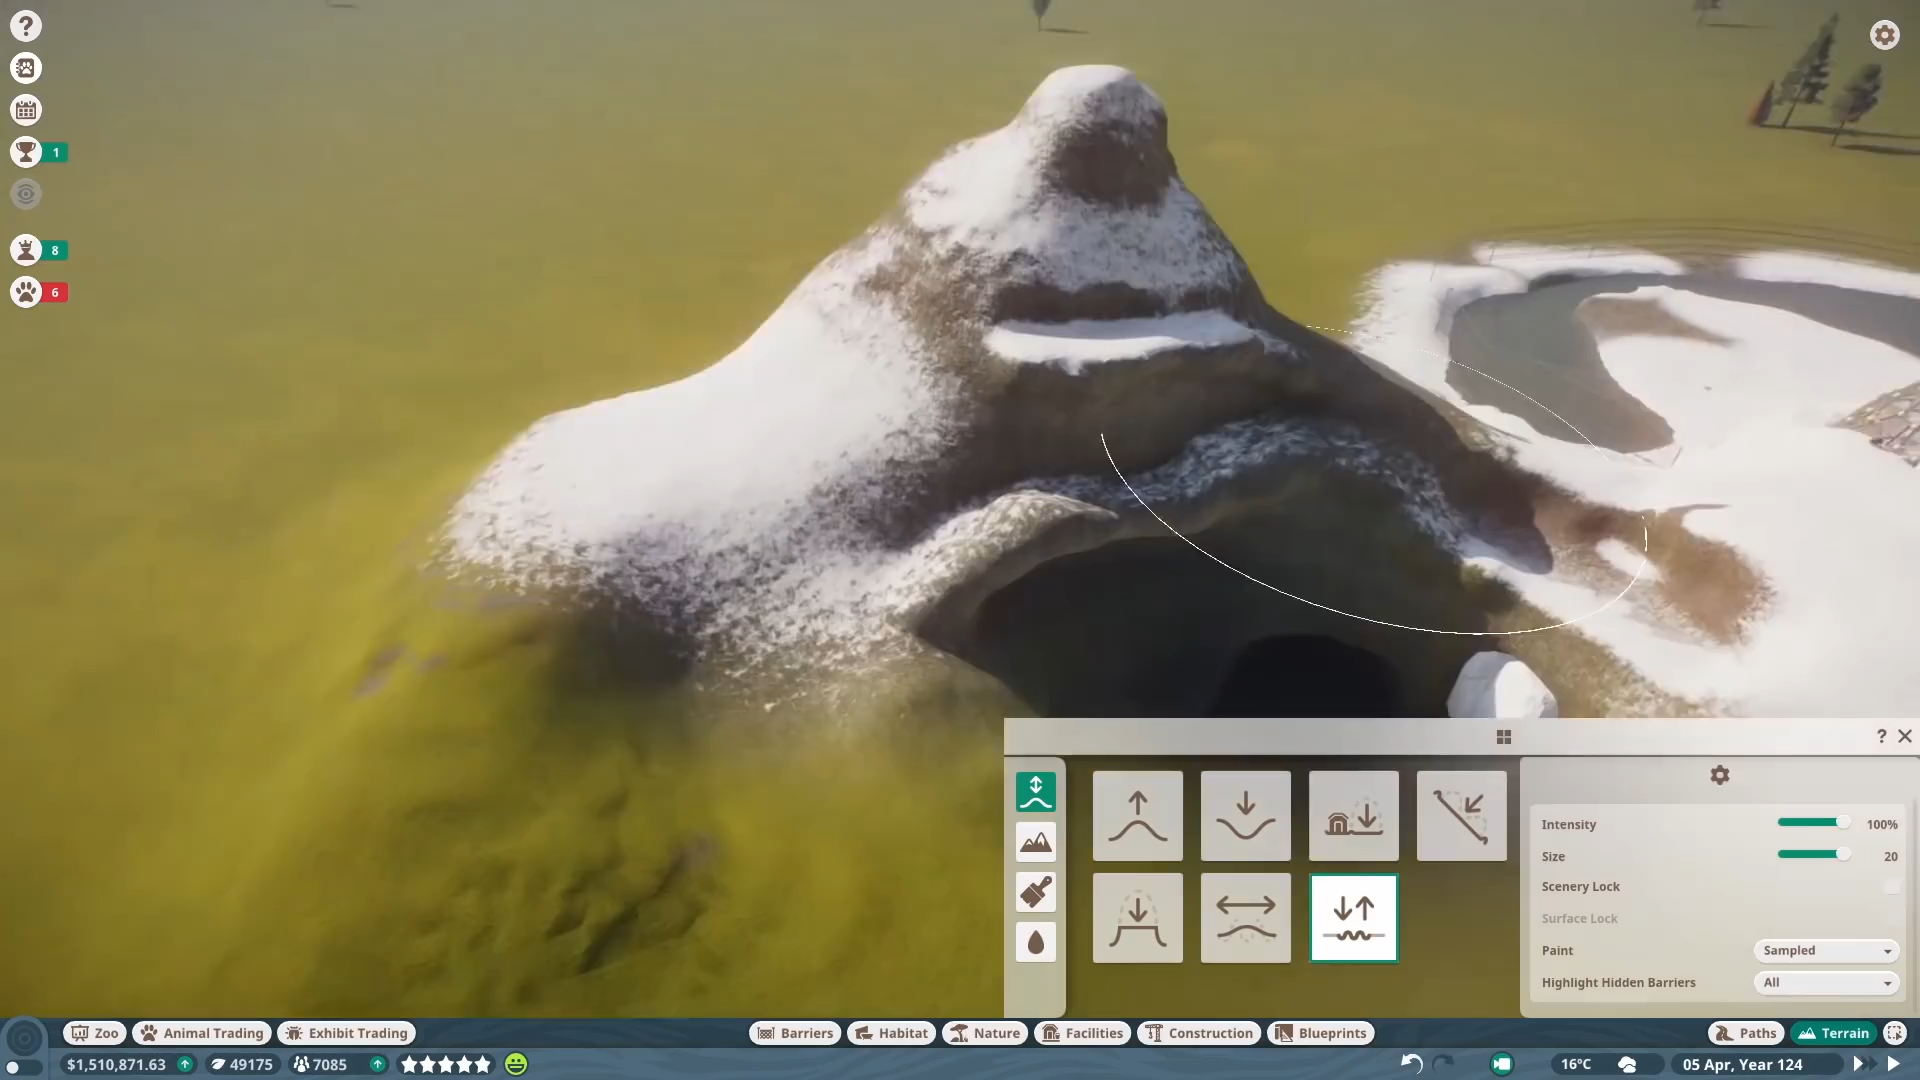 ?
1
8
6
?
Intensity 100%
Size 20
Scenery Lock
Surface Lock
Paint Sampled
Highlight Hidden Barriers All
Zoo Animal Trading Exhibit Trading Barriers Habitat Nature Facilities Construction Blueprints Paths Terrain
$1,510,871.63 49175 7085 16°C 05 Apr, Year 124